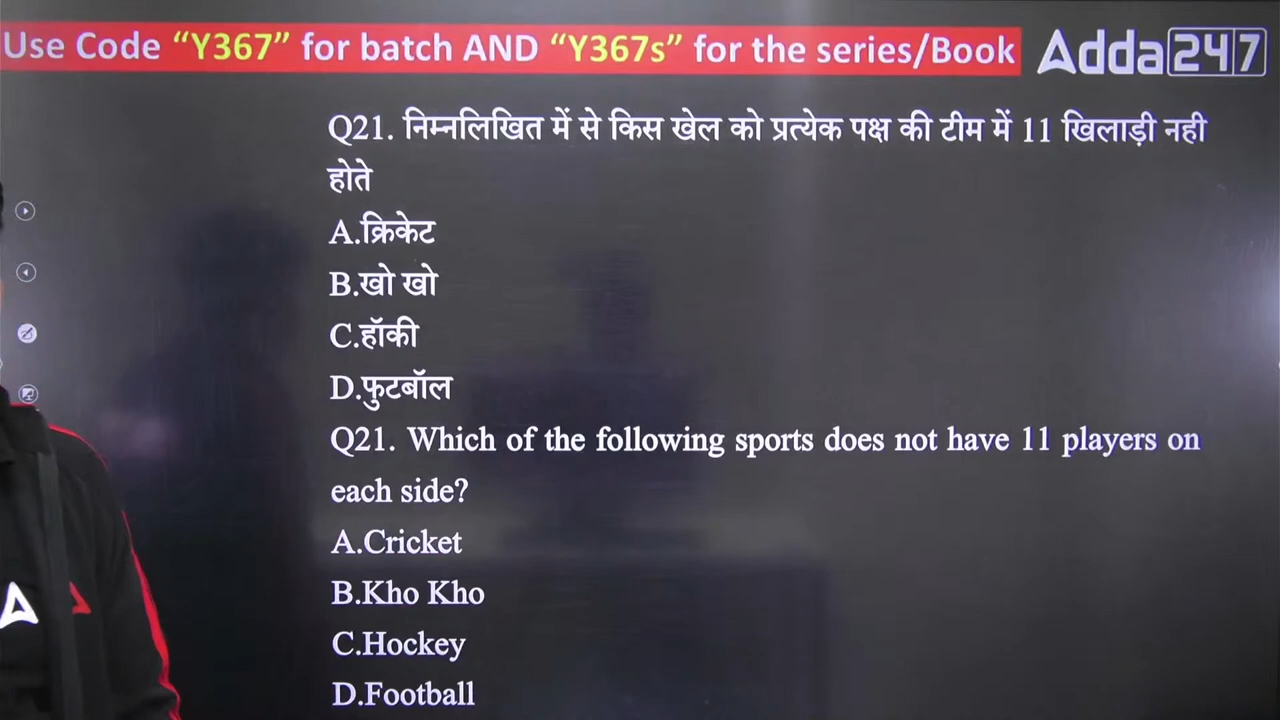 Use Code “Y367” for batch AND “Y367s” for the series/Book
Adda247
Q21. निम्नलिखित में से किस खेल को प्रत्येक पक्ष की टीम में 11 खिलाड़ी नही
होते
A.क्रिकेट
B.खो खो
C.हॉकी
D.फुटबॉल
Q21. Which of the following sports does not have 11 players on
each side?
A.Cricket
B.Kho Kho
C.Hockey
D.Football